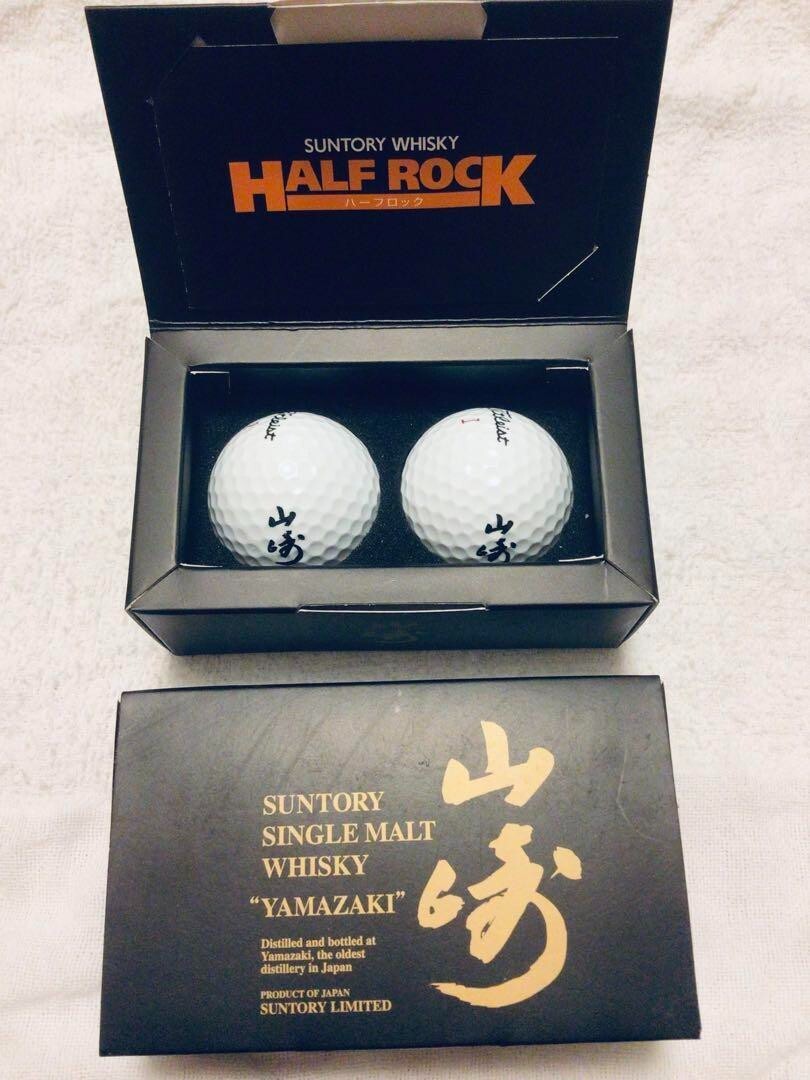 SUNTORY WHISKY
HALF ROCK
ハーフロック
Titleist
1
Titleist
山崎
山崎
SUNTORY
SINGLE MALT
WHISKY
“YAMAZAKI”
Distilled and bottled at
Yamazaki, the oldest
distillery in Japan
PRODUCT OF JAPAN
SUNTORY LIMITED
山崎